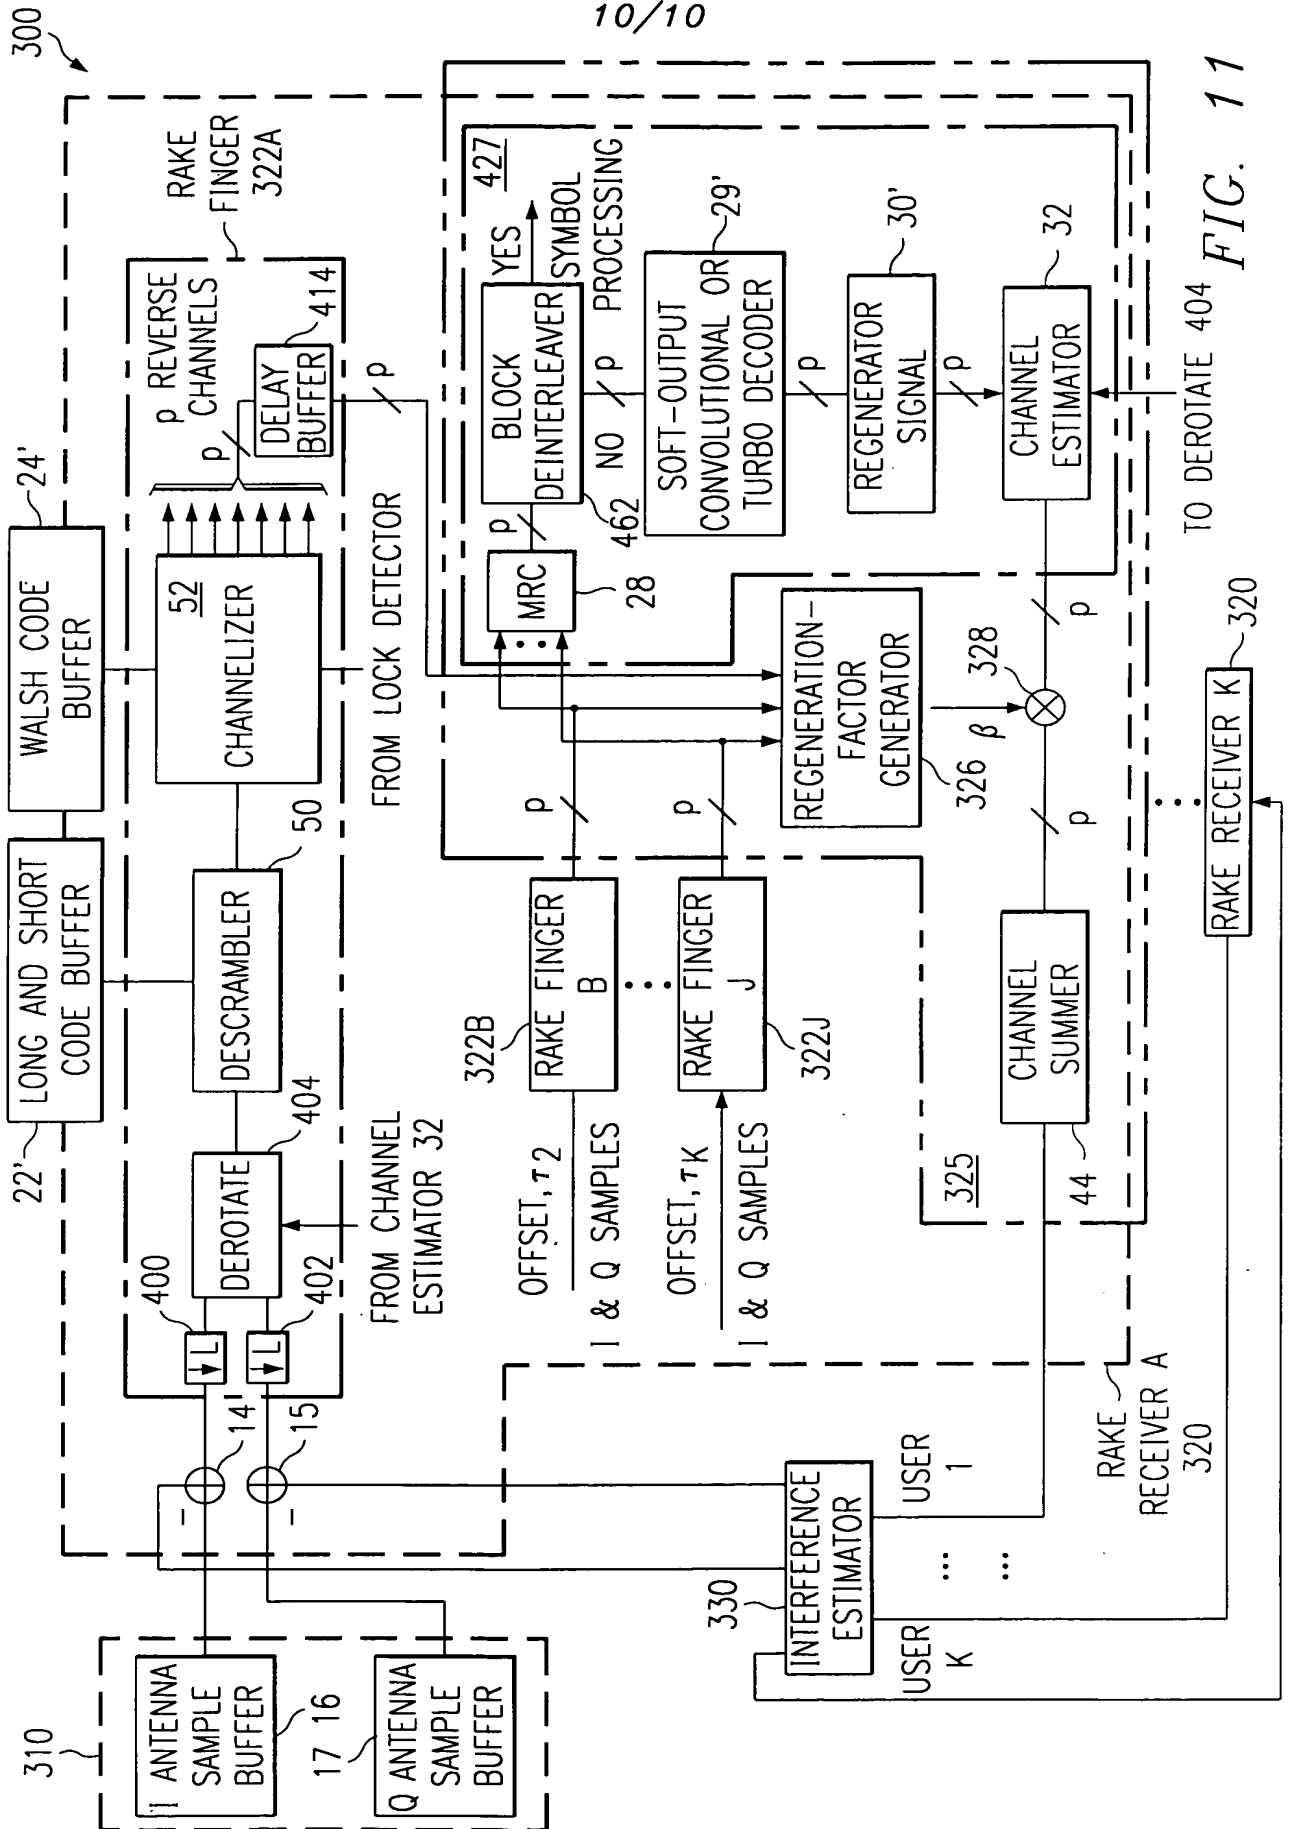 10/10
300
22'
LONG AND SHORT
CODE BUFFER
WALSH CODE
BUFFER
24'
RAKE
FINGER
322A
310
I ANTENNA
SAMPLE
BUFFER
16
17
Q ANTENNA
SAMPLE
BUFFER
–
14
–
15
400
↓L
↓L
402
DEROTATE
404
FROM CHANNEL
ESTIMATOR 32
DESCRAMBLER
50
52
CHANNELIZER
FROM LOCK DETECTOR
p REVERSE
CHANNELS
p
DELAY
BUFFER
414
p
322B
RAKE FINGER
B
OFFSET, τ2
I & Q SAMPLES
RAKE FINGER
J
322J
OFFSET, τK
I & Q SAMPLES
p
p
MRC
28
p
427
BLOCK
DEINTERLEAVER
462
YES
SYMBOL
PROCESSING
NO
p
SOFT-OUTPUT
CONVOLUTIONAL OR
TURBO DECODER
29'
p
REGENERATOR
SIGNAL
30'
p
CHANNEL
ESTIMATOR
32
TO DEROTATE 404
REGENERATION-
FACTOR
GENERATOR
326
β
328
p
p
CHANNEL
SUMMER
44
325
330
INTERFERENCE
ESTIMATOR
USER
1
USER
K
RAKE
RECEIVER A
320
RAKE RECEIVER K
320
FIG. 11